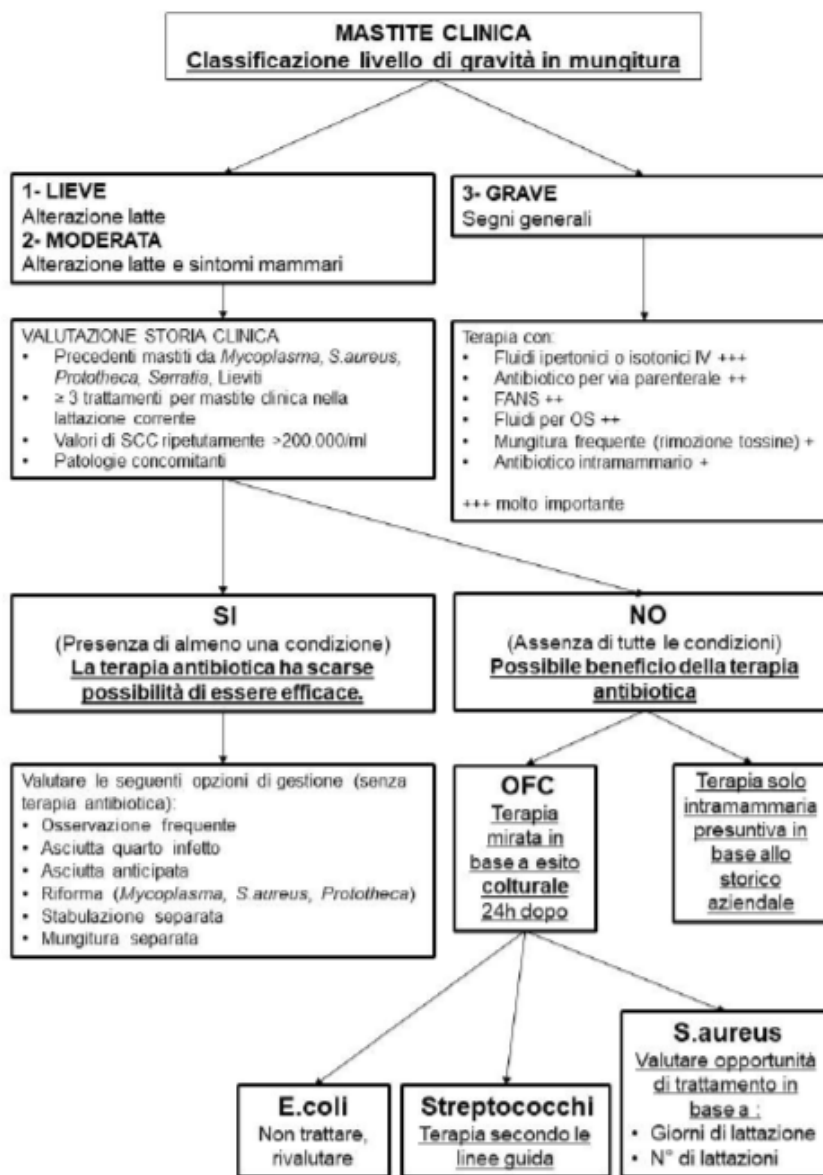 MASTITE CLINICA
Classificazione livello di gravità in mungitura
1- LIEVE
Alterazione latte
2- MODERATA
Alterazione latte e sintomi mammari
3- GRAVE
Segni generali
VALUTAZIONE STORIA CLINICA
• Precedenti mastiti da Mycoplasma, S.aureus,
Prototheca, Serratia, Lieviti
• ≥ 3 trattamenti per mastite clinica nella
lattazione corrente
• Valori di SCC ripetutamente >200.000/ml
• Patologie concomitanti
Terapia con:
• Fluidi ipertonici o isotonici IV +++
• Antibiotico per via parenterale ++
• FANS ++
• Fluidi per OS ++
• Mungitura frequente (rimozione tossine) +
• Antibiotico intramammario +
+++ molto importante
SI
(Presenza di almeno una condizione)
La terapia antibiotica ha scarse
possibilità di essere efficace.
NO
(Assenza di tutte le condizioni)
Possibile beneficio della terapia
antibiotica
Valutare le seguenti opzioni di gestione (senza
terapia antibiotica):
• Osservazione frequente
• Asciutta quarto infetto
• Asciutta anticipata
• Riforma (Mycoplasma, S.aureus, Prototheca)
• Stabulazione separata
• Mungitura separata
OFC
Terapia
mirata in
base a esito
colturale
24h dopo
Terapia solo
intramammaria
presuntiva in
base allo
storico
aziendale
E.coli
Non trattare,
rivalutare
Streptococchi
Terapia secondo le
linee guida
S.aureus
Valutare opportunità
di trattamento in
base a :
• Giorni di lattazione
• N° di lattazioni